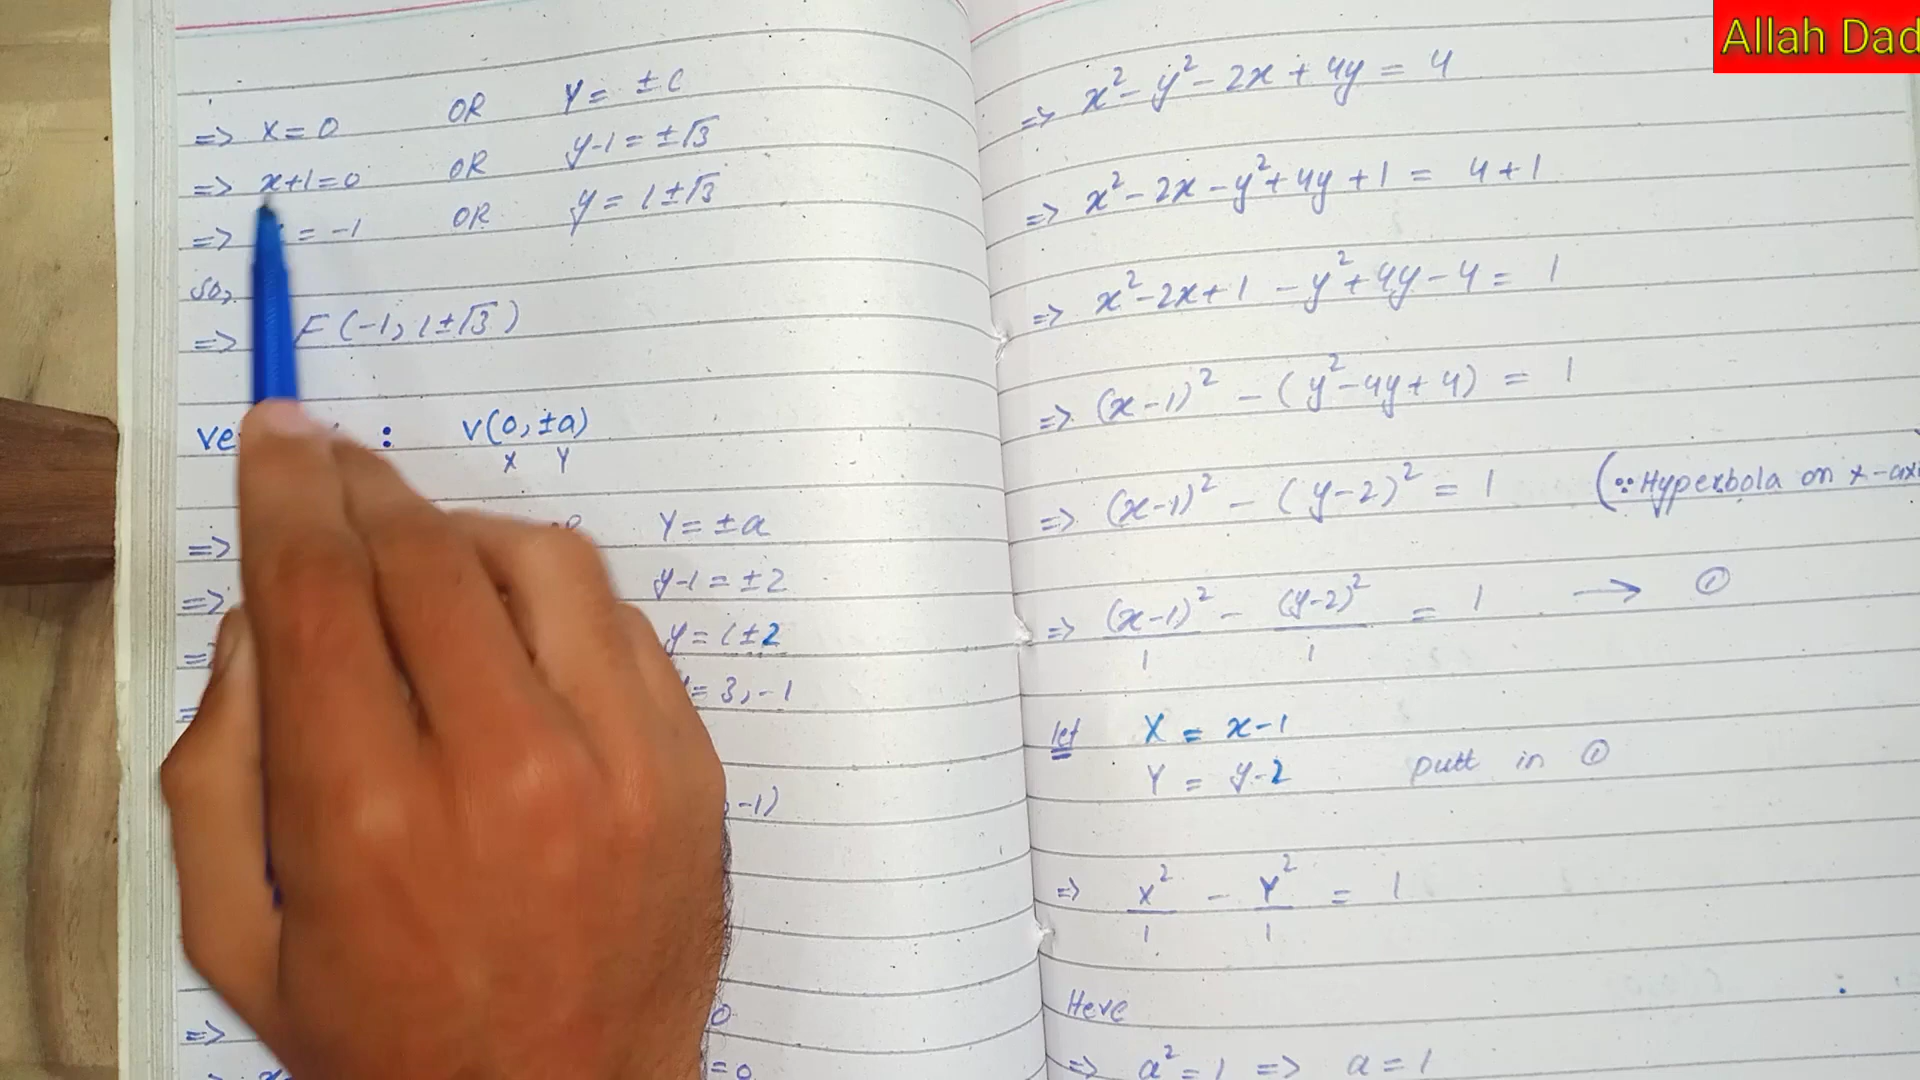 Allah Dad
=> X = 0 OR Y = ±c
=> x+1=0 OR y-1 = ±√3
=> = -1 OR y = 1±√3
so,
=> F(-1, 1±√3)
: V(0, ±a)
X Y
=> Y = ±a
=> y-1 = ±2
=> y = 1±2
= 3, -1
-1)
=> 0
=> = 0
=> x² - y² - 2x + 4y = 4
=> x² - 2x - y² + 4y + 1 = 4+1
=> x² - 2x + 1 - y² + 4y - 4 = 1
=> (x-1)² - (y² - 4y + 4) = 1
=> (x-1)² - (y-2)² = 1 (∵ Hyperbola on x-axi
=> (x-1)²/1 - (y-2)²/1 = 1 → ①
let X = x-1
Y = y-2 putt in ①
=> X²/1 - Y²/1 = 1
Here
=> a² = 1 => a = 1